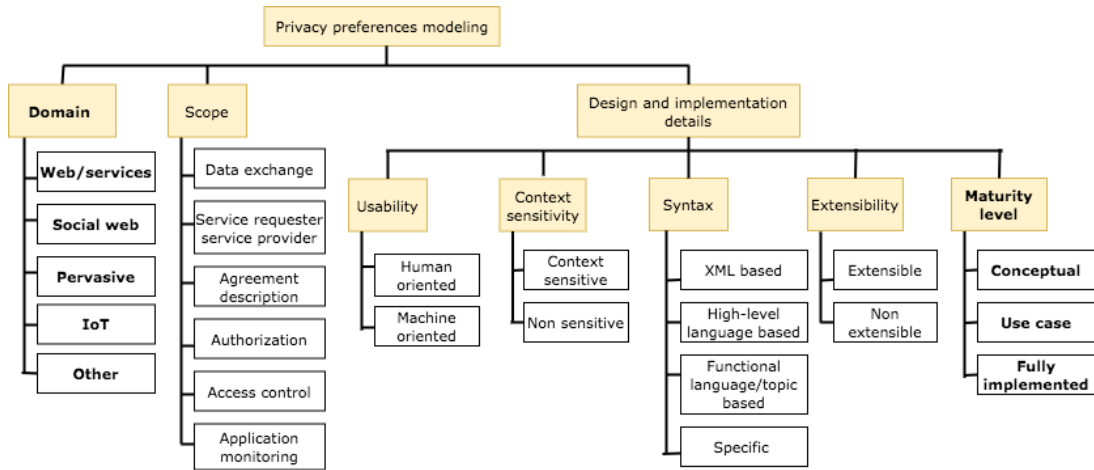 Privacy preferences modeling
Domain
Web/services
Social web
Pervasive
IoT
Other
Scope
Data exchange
Service requester
service provider
Agreement
description
Authorization
Access control
Application
monitoring
Design and implementation
details
Usability
Human
oriented
Machine
oriented
Context
sensitivity
Context
sensitive
Non sensitive
Syntax
XML based
High-level
language based
Functional
language/topic
based
Specific
Extensibility
Extensible
Non
extensible
Maturity
level
Conceptual
Use case
Fully
implemented